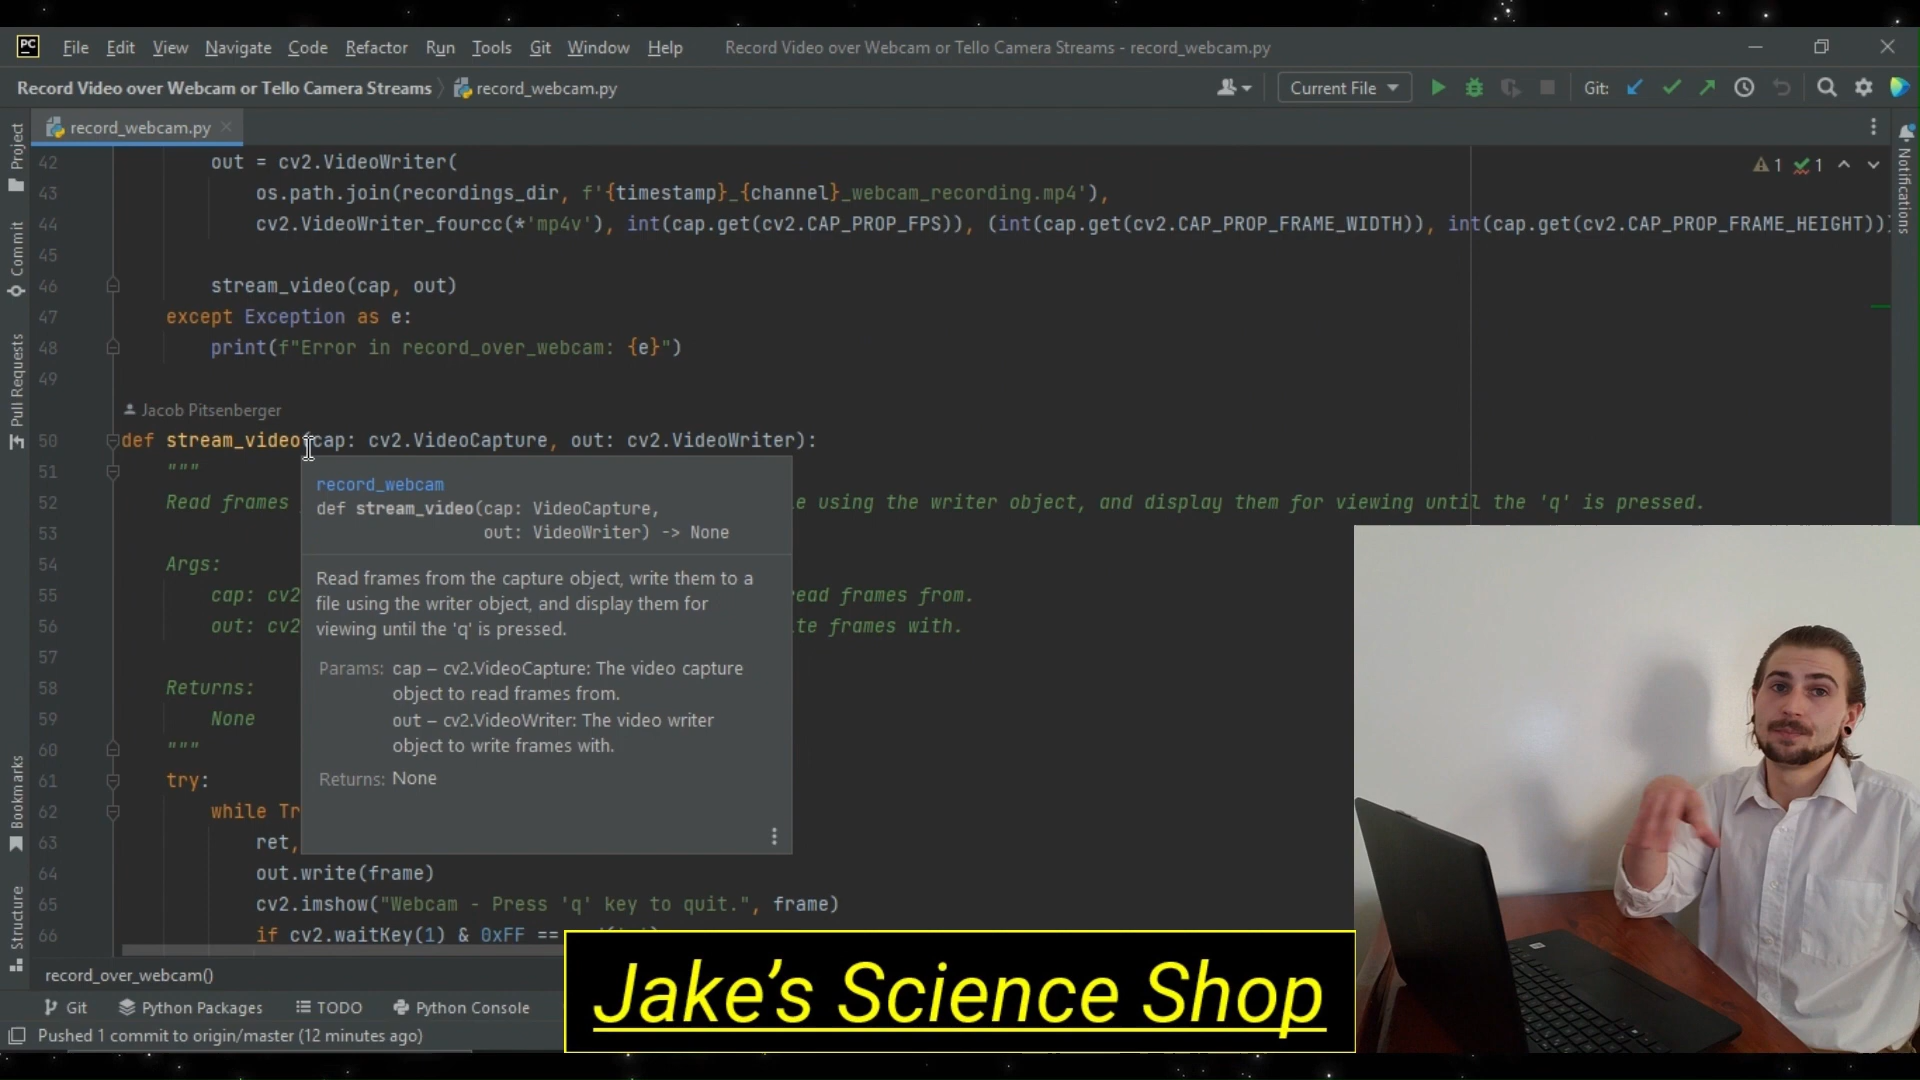 PC File Edit View Navigate Code Refactor Run Tools Git Window Help Record Video over Webcam or Tello Camera Streams - record_webcam.py
Record Video over Webcam or Tello Camera Streams record_webcam.py Current File Git:
record_webcam.py
Project
Commit
Pull Requests
Bookmarks
Structure
Notifications
1 1
42 out = cv2.VideoWriter(
43 os.path.join(recordings_dir, f'{timestamp}_{channel}_webcam_recording.mp4'),
44 cv2.VideoWriter_fourcc(*'mp4v'), int(cap.get(cv2.CAP_PROP_FPS)), (int(cap.get(cv2.CAP_PROP_FRAME_WIDTH)), int(cap.get(cv2.CAP_PROP_FRAME_HEIGHT)))
45
46 stream_video(cap, out)
47 except Exception as e:
48 print(f"Error in record_over_webcam: {e}")
49
Jacob Pitsenberger
50 def stream_video(cap: cv2.VideoCapture, out: cv2.VideoWriter):
51 """
52 Read frames e using the writer object, and display them for viewing until the 'q' is pressed.
53
54 Args:
55 cap: cv2 ead frames from.
56 out: cv2 te frames with.
57
58 Returns:
59 None
60 """
61 try:
62 while Tr
63 ret,
64 out.write(frame)
65 cv2.imshow("Webcam - Press 'q' key to quit.", frame)
66 if cv2.waitKey(1) & 0xFF ==
record_webcam
def stream_video(cap: VideoCapture,
out: VideoWriter) -> None
Read frames from the capture object, write them to a
file using the writer object, and display them for
viewing until the 'q' is pressed.
Params: cap – cv2.VideoCapture: The video capture
object to read frames from.
out – cv2.VideoWriter: The video writer
object to write frames with.
Returns: None
record_over_webcam()
Git Python Packages TODO Python Console
Pushed 1 commit to origin/master (12 minutes ago)
Jake's Science Shop